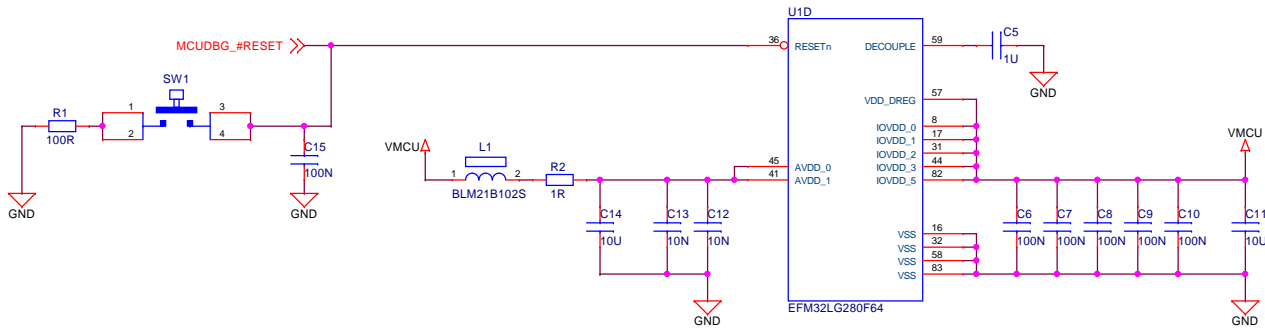 U1D
MCUDBG_#RESET
36
RESETn
DECOUPLE
59
C5
1U
GND
SW1
R1
100R
1
2
3
4
C15
100N
GND
GND
VDD_DREG
57
IOVDD_0
8
IOVDD_1
17
IOVDD_2
31
IOVDD_3
44
IOVDD_5
82
VMCU
L1
1
2
BLM21B102S
R2
1R
45
AVDD_0
41
AVDD_1
VMCU
C14
10U
C13
10N
C12
10N
GND
VSS
16
VSS
32
VSS
58
VSS
83
C6
100N
C7
100N
C8
100N
C9
100N
C10
100N
C11
10U
GND
EFM32LG280F64